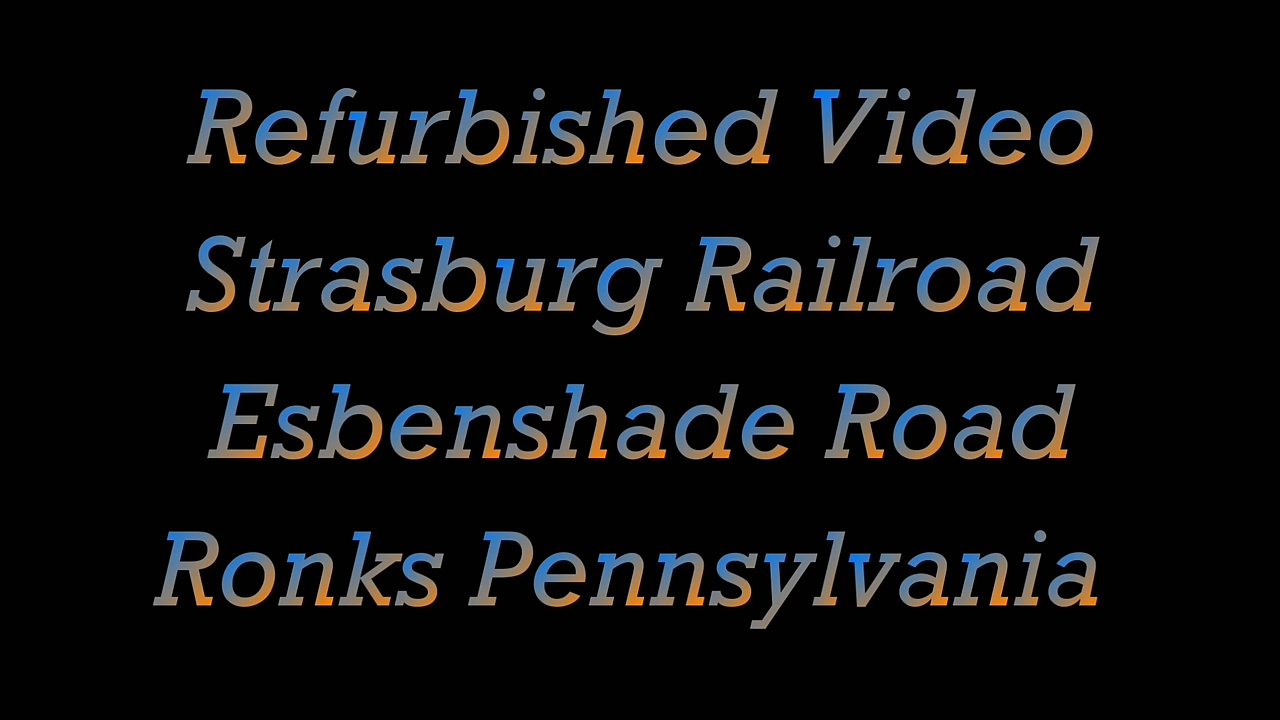 Refurbished Video
Strasburg Railroad
Esbenshade Road
Ronks Pennsylvania